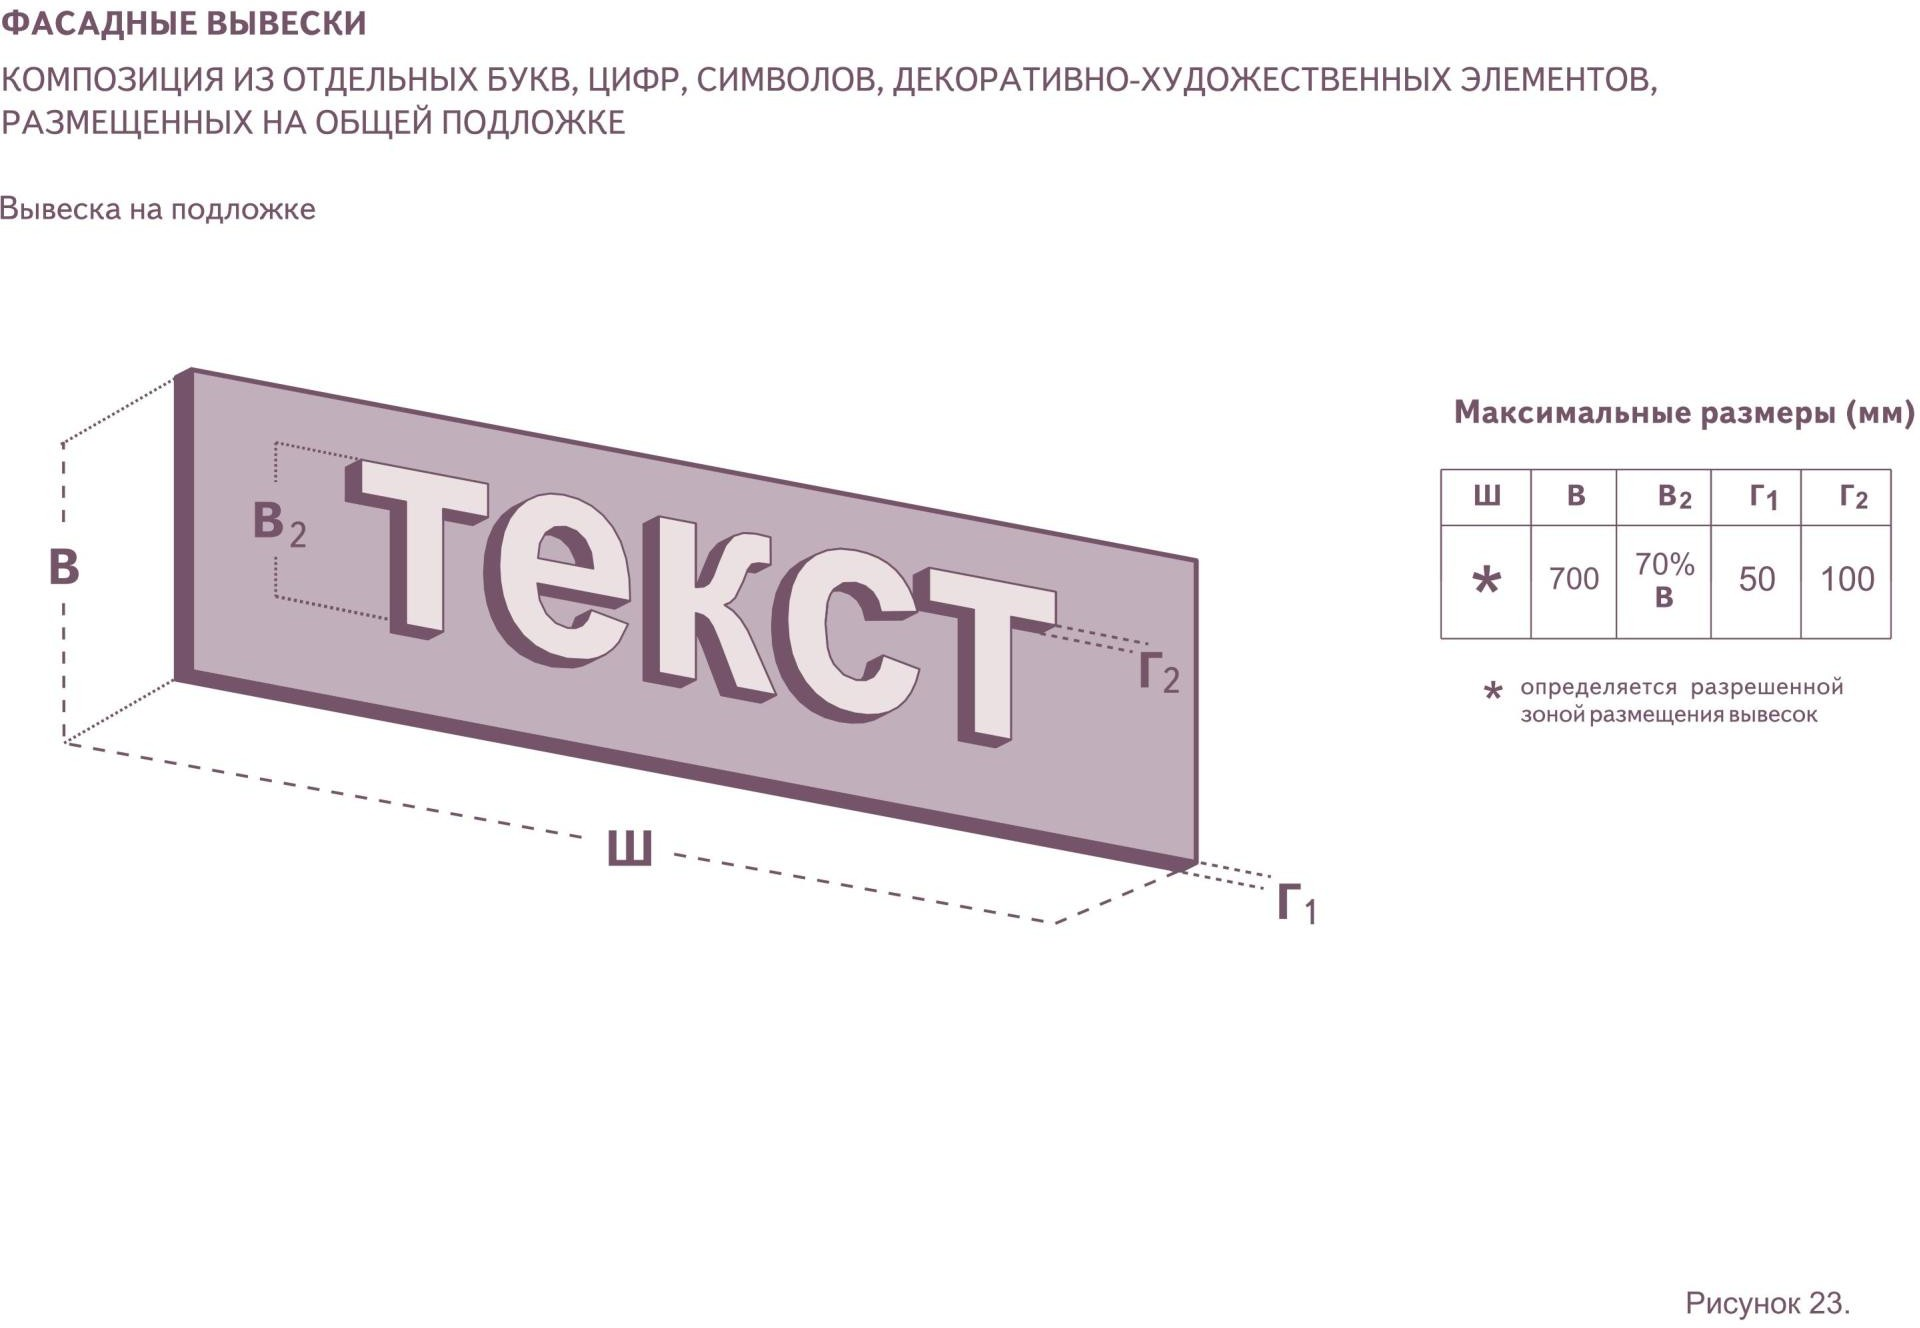 ФАСАДНЫЕ ВЫВЕСКИ
КОМПОЗИЦИЯ ИЗ ОТДЕЛЬНЫХ БУКВ, ЦИФР, СИМВОЛОВ, ДЕКОРАТИВНО-ХУДОЖЕСТВЕННЫХ ЭЛЕМЕНТОВ,
РАЗМЕЩЕННЫХ НА ОБЩЕЙ ПОДЛОЖКЕ
Вывеска на подложке
В
В2
текст
Г2
Ш
Г1
Максимальные размеры (мм)
Ш В В2 Г1 Г2
* 700 70% В 50 100
* определяется разрешенной
зоной размещения вывесок
Рисунок 23.